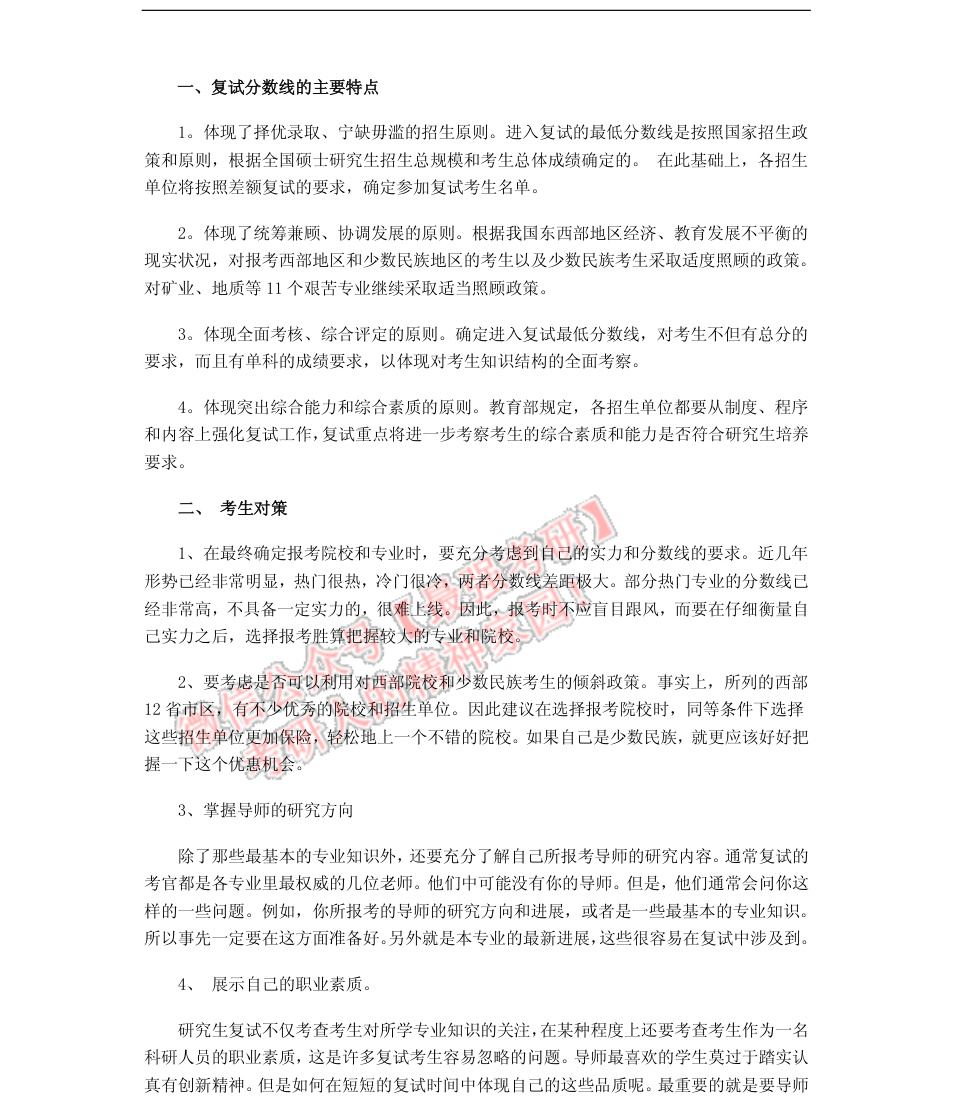 一、复试分数线的主要特点
1。体现了择优录取、宁缺毋滥的招生原则。进入复试的最低分数线是按照国家招生政
策和原则，根据全国硕士研究生招生总规模和考生总体成绩确定的。 在此基础上，各招生
单位将按照差额复试的要求，确定参加复试考生名单。
2。体现了统筹兼顾、协调发展的原则。根据我国东西部地区经济、教育发展不平衡的
现实状况，对报考西部地区和少数民族地区的考生以及少数民族考生采取适度照顾的政策。
对矿业、地质等 11 个艰苦专业继续采取适当照顾政策。
3。体现全面考核、综合评定的原则。确定进入复试最低分数线，对考生不但有总分的
要求，而且有单科的成绩要求，以体现对考生知识结构的全面考察。
4。体现突出综合能力和综合素质的原则。教育部规定，各招生单位都要从制度、程序
和内容上强化复试工作，复试重点将进一步考察考生的综合素质和能力是否符合研究生培养
要求。
二、 考生对策
1、在最终确定报考院校和专业时，要充分考虑到自己的实力和分数线的要求。近几年
形势已经非常明显，热门很热，冷门很冷，两者分数线差距极大。部分热门专业的分数线已
经非常高，不具备一定实力的，很难上线。因此，报考时不应盲目跟风，而要在仔细衡量自
己实力之后，选择报考胜算把握较大的专业和院校。
2、要考虑是否可以利用对西部院校和少数民族考生的倾斜政策。事实上，所列的西部
12 省市区，有不少优秀的院校和招生单位。因此建议在选择报考院校时，同等条件下选择
这些招生单位更加保险，轻松地上一个不错的院校。如果自己是少数民族，就更应该好好把
握一下这个优惠机会。
微信公众号【最强考研】
考研人的精神家园！
3、掌握导师的研究方向
除了那些最基本的专业知识外，还要充分了解自己所报考导师的研究内容。通常复试的
考官都是各专业里最权威的几位老师。他们中可能没有你的导师。但是，他们通常会问你这
样的一些问题。例如，你所报考的导师的研究方向和进展，或者是一些最基本的专业知识。
所以事先一定要在这方面准备好。另外就是本专业的最新进展，这些很容易在复试中涉及到。
4、 展示自己的职业素质。
研究生复试不仅考查考生对所学专业知识的关注，在某种程度上还要考查考生作为一名
科研人员的职业素质，这是许多复试考生容易忽略的问题。导师最喜欢的学生莫过于踏实认
真有创新精神。但是如何在短短的复试时间中体现自己的这些品质呢。最重要的就是要导师